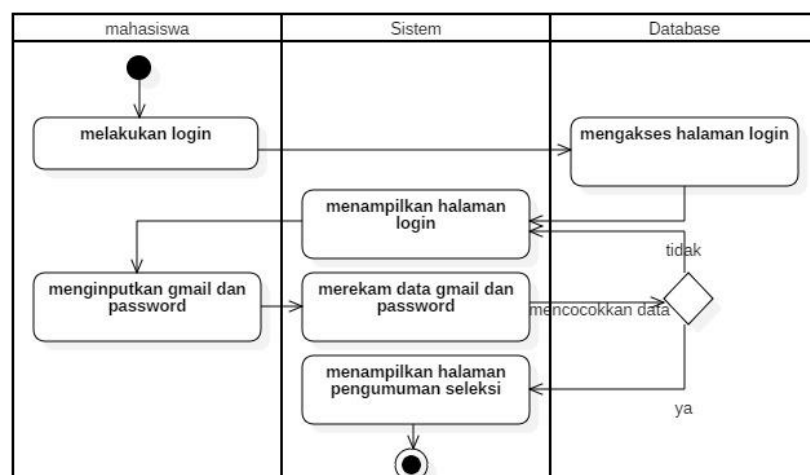 mahasiswa
Sistem
Database
melakukan login
mengakses halaman login
menampilkan halaman
login
tidak
menginputkan gmail dan
password
merekam data gmail dan
password
mencocokkan data
menampilkan halaman
pengumuman seleksi
ya